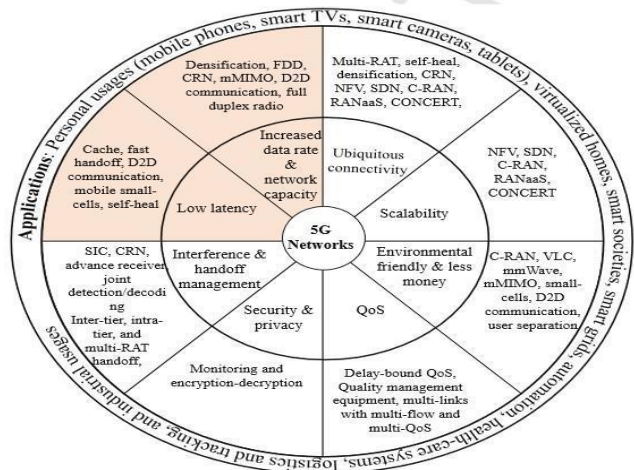 Applications: Personal usages (mobile phones, smart TVs, smart cameras, tablets), virtualized homes, smart societies, smart grids, automation, health-care systems, logistics and tracking and industrial usages
Densification, FDD,
CRN, mMIMO, D2D
communication, full
duplex radio
Multi-RAT, self-heal,
densification, CRN,
NFV, SDN, C-RAN,
RANaaS, CONCERT,
Cache, fast
handoff, D2D
communication,
mobile small-
cells, self-heal
Increased
data rate
&
network
capacity
Ubiquitous
connectivity
NFV, SDN,
C-RAN,
RANaaS,
CONCERT
Low latency
Scalability
5G
Networks
SIC, CRN,
advance receiver,
joint
detection/decod
ing
Inter-tier, intra-
tier, and
multi-RAT
handoff,
Interference &
handoff
management
Environmental
friendly & less
money
C-RAN, VLC,
mmWave,
mMIMO, small-
cells, D2D
communication,
user separation
Security &
privacy
QoS
Monitoring and
encryption-decryption
Delay-bound QoS,
Quality management
equipment, multi-links
with multi-flow and
multi-QoS